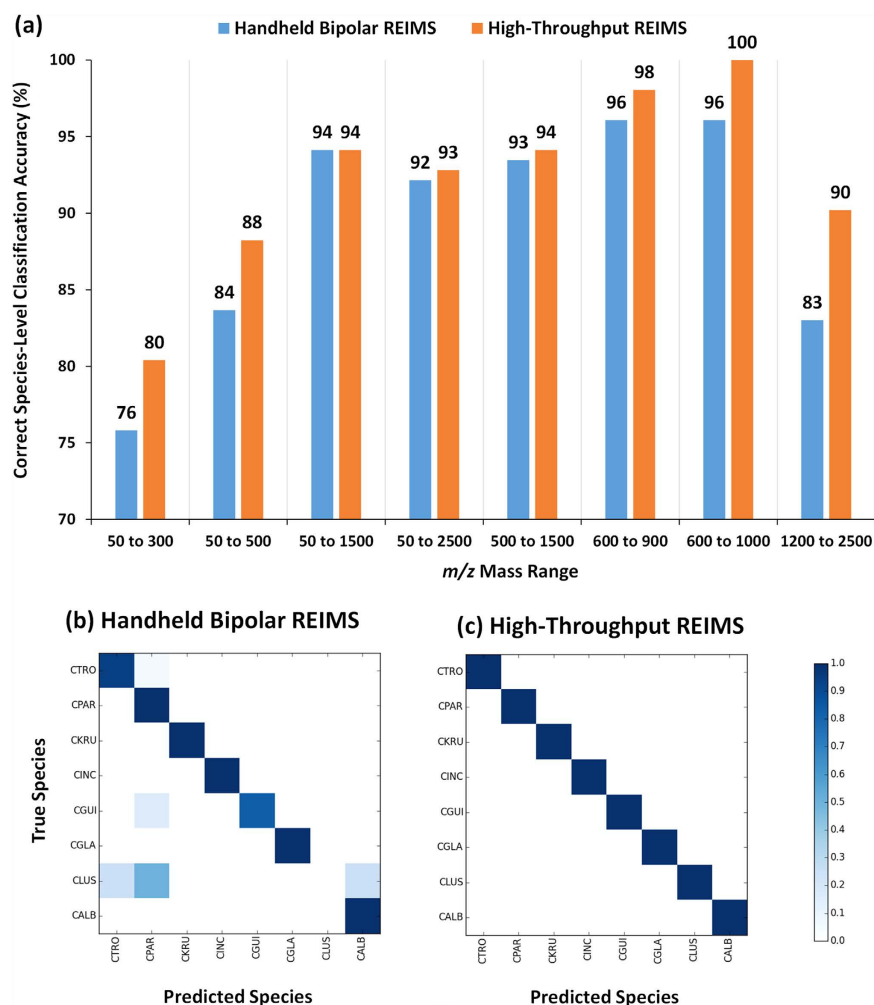 (a)
Handheld Bipolar REIMS
High-Throughput REIMS
Correct Species-Level Classification Accuracy (%)
100
95
90
85
80
75
70
76
80
84
88
94
94
92
93
93
94
96
98
96
100
83
90
50 to 300
50 to 500
50 to 1500
50 to 2500
500 to 1500
600 to 900
600 to 1000
1200 to 2500
m/z Mass Range
(b) Handheld Bipolar REIMS
True Species
CTRO
CPAR
CKRU
CINC
CGUI
CGLA
CLUS
CALB
CTRO
CPAR
CKRU
CINC
CGUI
CGLA
CLUS
CALB
Predicted Species
(c) High-Throughput REIMS
CTRO
CPAR
CKRU
CINC
CGUI
CGLA
CLUS
CALB
CTRO
CPAR
CKRU
CINC
CGUI
CGLA
CLUS
CALB
Predicted Species
1.0
0.9
0.8
0.7
0.6
0.5
0.4
0.3
0.2
0.1
0.0